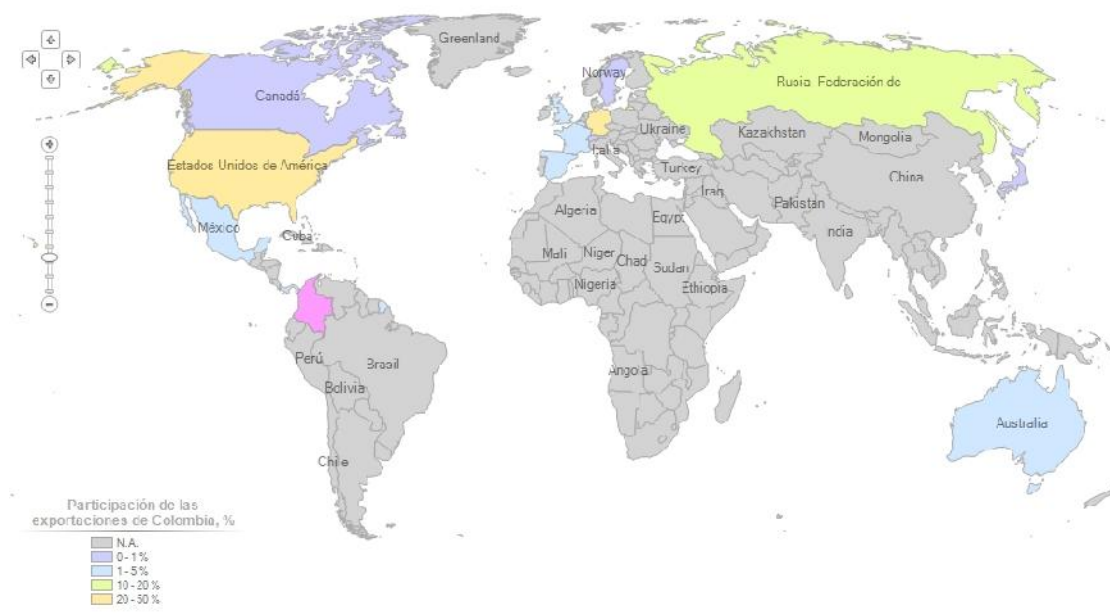 Greenland
Norway
Rusia Federación de
Canadá
Ukraine
Kazakhstan
Mongolia
Italia
Estados Unidos de América
Turkey
China
Iran
Pakistan
Algeria
Egypt
India
México
Cuba
Mali
Niger
Chad
Sudan
Nigeria
Ethiopia
Perú
Brasil
Angola
Bolivia
Australia
Chile
Participación de las
exportaciones de Colombia, %
N.A.
0 - 1 %
1 - 5 %
10 - 20 %
20 - 50 %